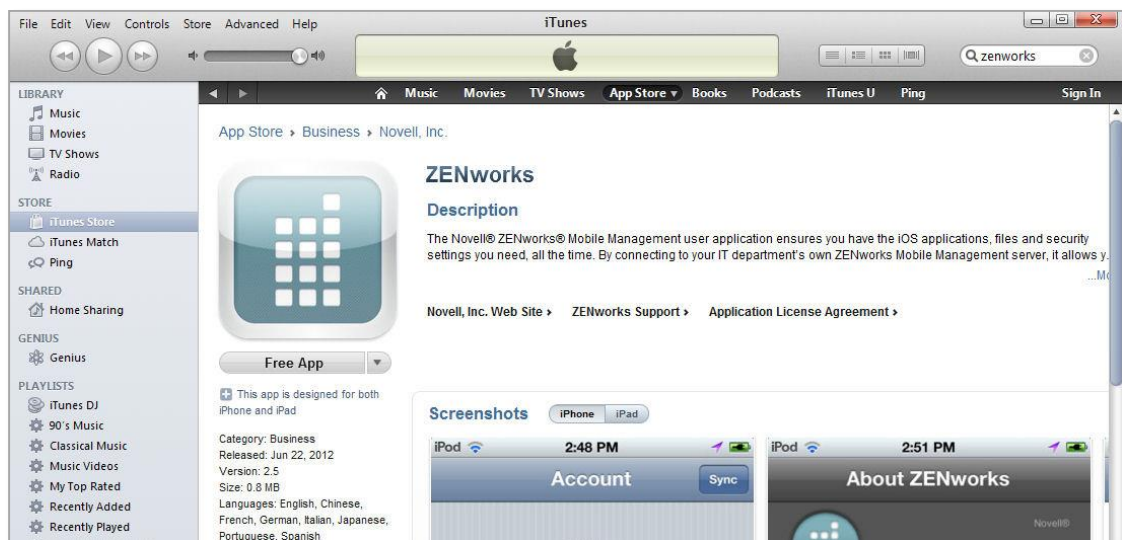 File Edit View Controls Store Advanced Help
iTunes
zenworks
LIBRARY
Music
Movies
TV Shows
Radio
STORE
iTunes Store
iTunes Match
Ping
SHARED
Home Sharing
GENIUS
Genius
PLAYLISTS
iTunes DJ
90's Music
Classical Music
Music Videos
My Top Rated
Recently Added
Recently Played
Music Movies TV Shows App Store Books Podcasts iTunes U Ping Sign In
App Store › Business › Novell, Inc.
Free App
This app is designed for both
iPhone and iPad
Category: Business
Released: Jun 22, 2012
Version: 2.5
Size: 0.8 MB
Languages: English, Chinese,
French, German, Italian, Japanese,
Portuguese, Spanish
ZENworks
Description
The Novell® ZENworks® Mobile Management user application ensures you have the iOS applications, files and security
settings you need, all the time. By connecting to your IT department's own ZENworks Mobile Management server, it allows y...
Novell, Inc. Web Site › ZENworks Support › Application License Agreement ›
Screenshots iPhone iPad
iPod 2:48 PM
Account Sync
iPod 2:51 PM
About ZENworks
Novell®